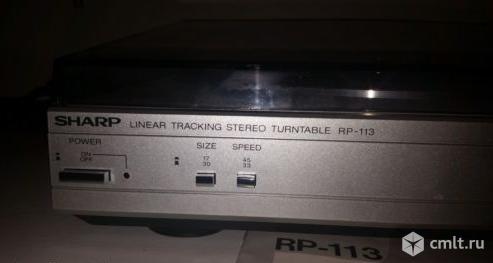 SHARP LINEAR TRACKING STEREO TURNTABLE RP-113
POWER
ON
OFF
SIZE
17
30
SPEED
45
33
RP-113
cmlt.ru